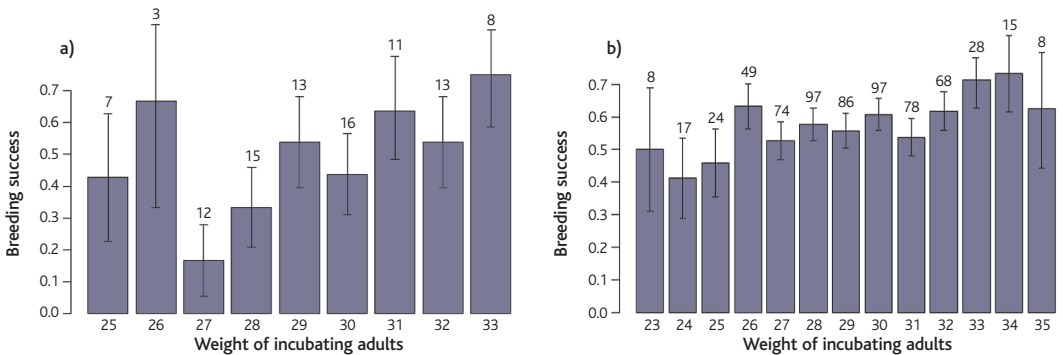 a)
Breeding success
0.7
0.6
0.5
0.4
0.3
0.2
0.1
0.0
7 3 12 15 13 16 11 13 8
25 26 27 28 29 30 31 32 33
Weight of incubating adults
b)
Breeding success
0.7
0.6
0.5
0.4
0.3
0.2
0.1
0.0
8 17 24 49 74 97 86 97 78 68 28 15 8
23 24 25 26 27 28 29 30 31 32 33 34 35
Weight of incubating adults